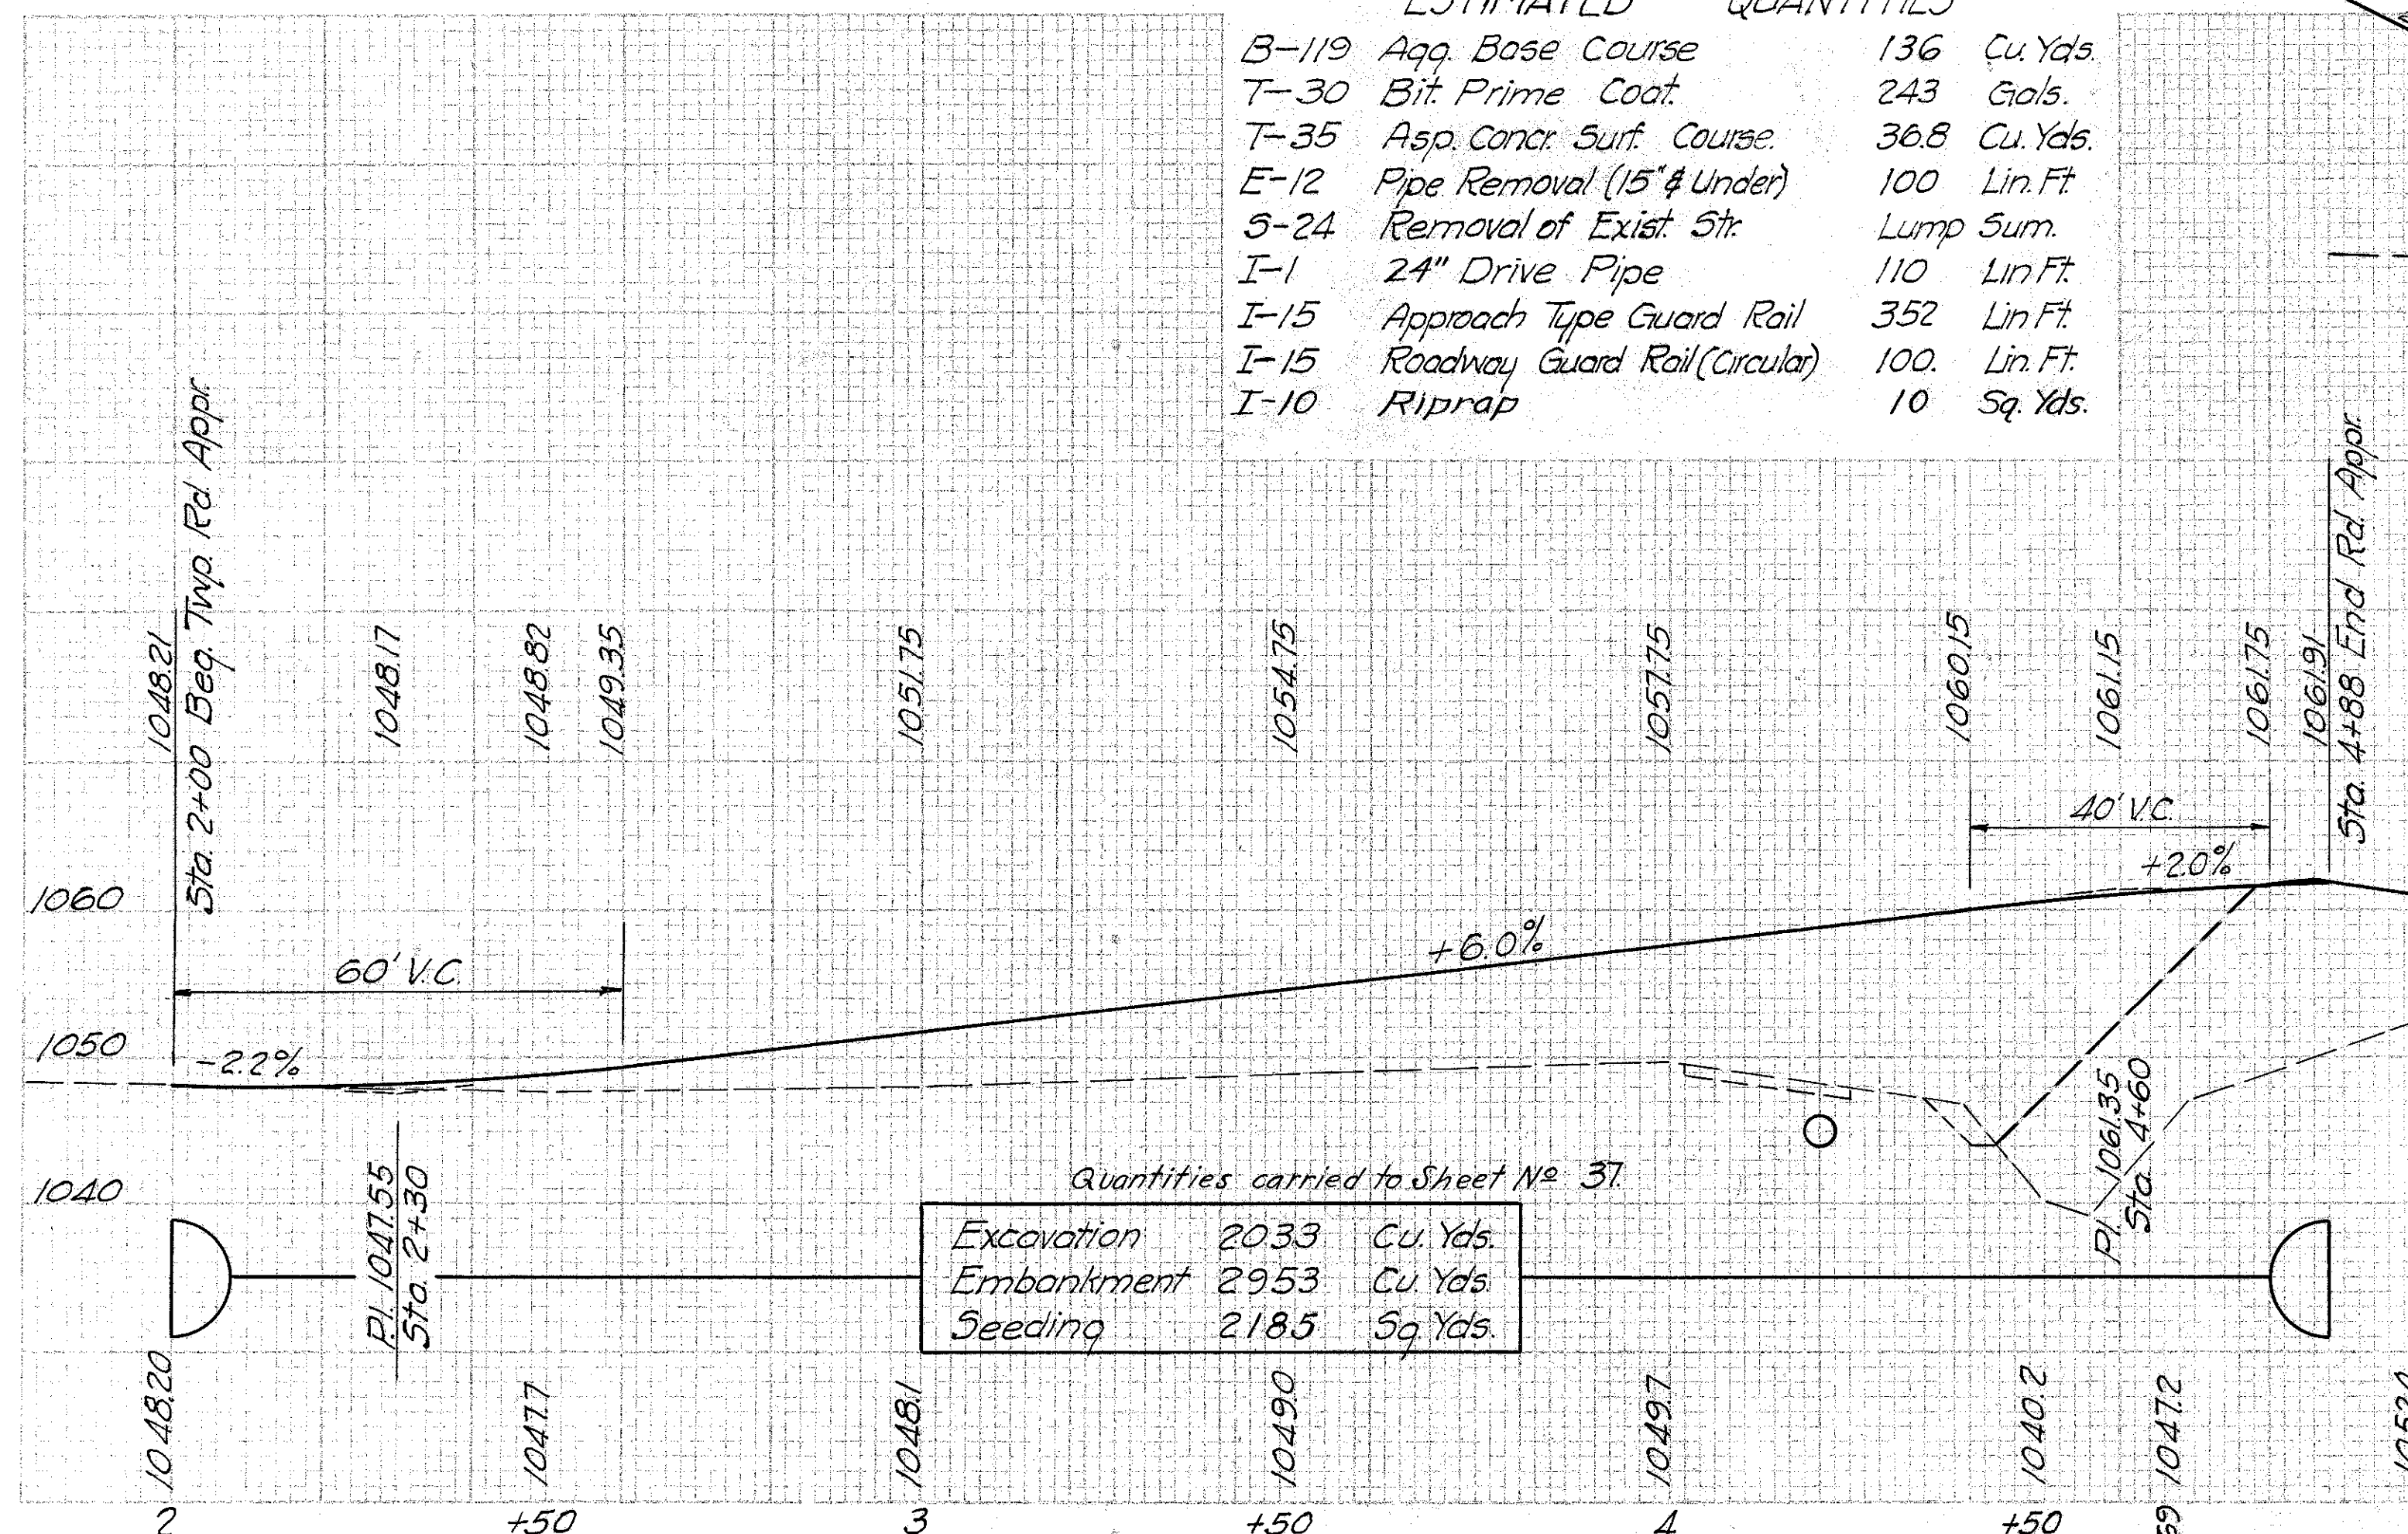 ESTIMATED QUANTITIES
B-119 Agg. Base Course 136 Cu. Yds.
T-30 Bit. Prime Coat. 243 Gals.
T-35 Asp. Concr. Surf. Course. 36.8 Cu. Yds.
E-12 Pipe Removal (15" & Under) 100 Lin. Ft.
S-24 Removal of Exist. Str. Lump Sum.
I-1 24" Drive Pipe 110 Lin Ft.
I-15 Approach Type Guard Rail 352 Lin Ft.
I-15 Roadway Guard Rail (Circular) 100. Lin. Ft.
I-10 Riprap 10 Sq. Yds.
1048.21
Sta. 2+00 Beg. Twp. Rd. Appr.
1048.17
1048.82
1049.35
1051.75
1054.75
1057.75
1060.15
1061.15
1061.75
1061.91
Sta. 4+88 End Rd. Appr.
40' V.C.
+2.0%
1060
+6.0%
60' V.C.
1050
-2.2%
1040
P.I. 1047.55
Sta. 2+30
P.I. 1061.35
Sta. 4+60
Quantities carried to Sheet Nº 37.
Excavation 2033 Cu. Yds.
Embankment 2953 Cu. Yds.
Seeding 2185 Sq. Yds.
1048.20
1047.7
1048.1
1049.0
1049.7
1040.2
1047.2
2 +50 3 +50 4 +50